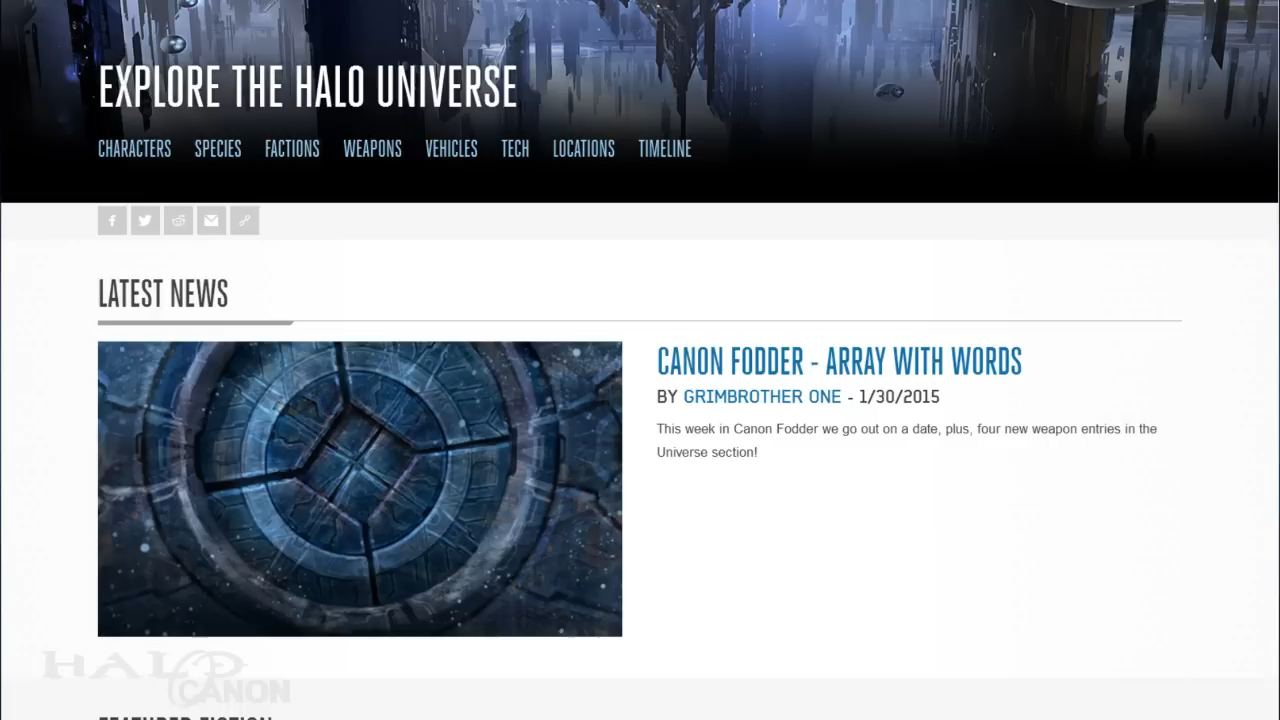 EXPLORE THE HALO UNIVERSE
CHARACTERS SPECIES FACTIONS WEAPONS VEHICLES TECH LOCATIONS TIMELINE
LATEST NEWS
CANON FODDER - ARRAY WITH WORDS
BY GRIMBROTHER ONE - 1/30/2015
This week in Canon Fodder we go out on a date, plus, four new weapon entries in the
Universe section!
HALO
CANON
FEATURED FICTION